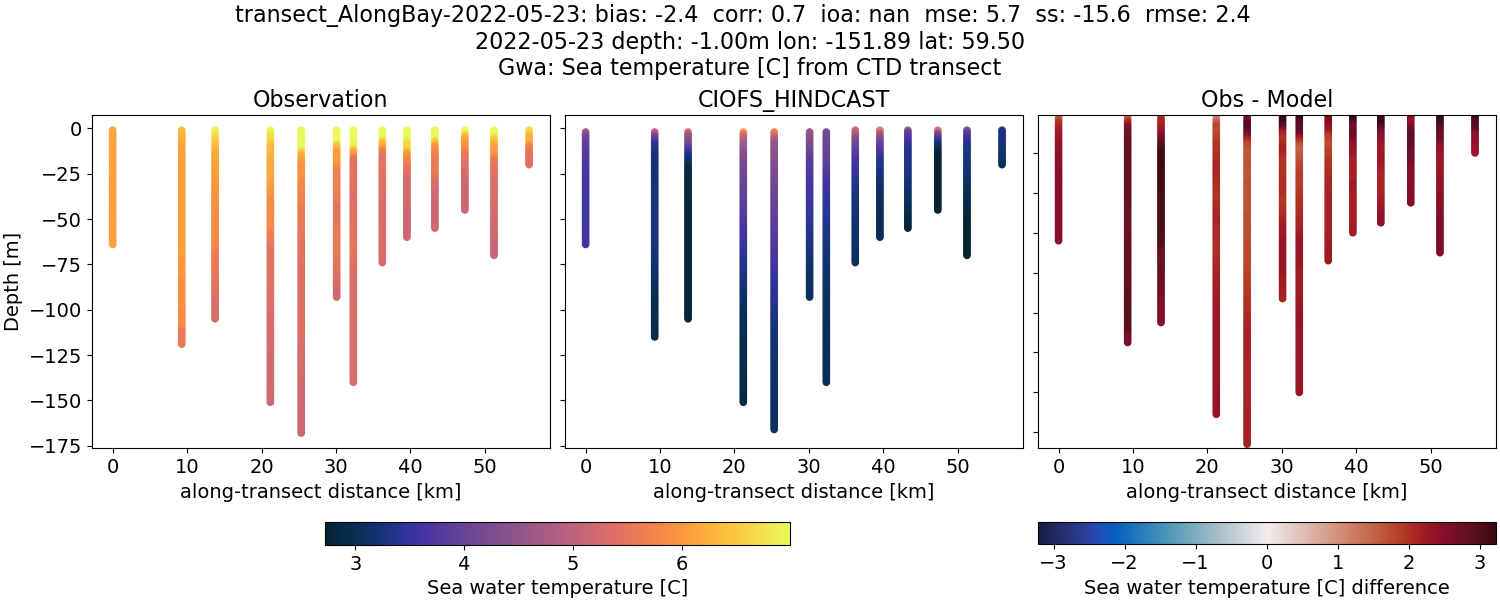 transect_AlongBay-2022-05-23: bias: -2.4  corr: 0.7  ioa: nan  mse: 5.7  ss: -15.6  rmse: 2.4
2022-05-23 depth: -1.00m lon: -151.89 lat: 59.50
Gwa: Sea temperature [C] from CTD transect
Observation
CIOFS_HINDCAST
Obs - Model
Depth [m]
0
−25
−50
−75
−100
−125
−150
−175
0 10 20 30 40 50
0 10 20 30 40 50
0 10 20 30 40 50
along-transect distance [km]
along-transect distance [km]
along-transect distance [km]
3 4 5 6
Sea water temperature [C]
−3 −2 −1 0 1 2 3
Sea water temperature [C] difference